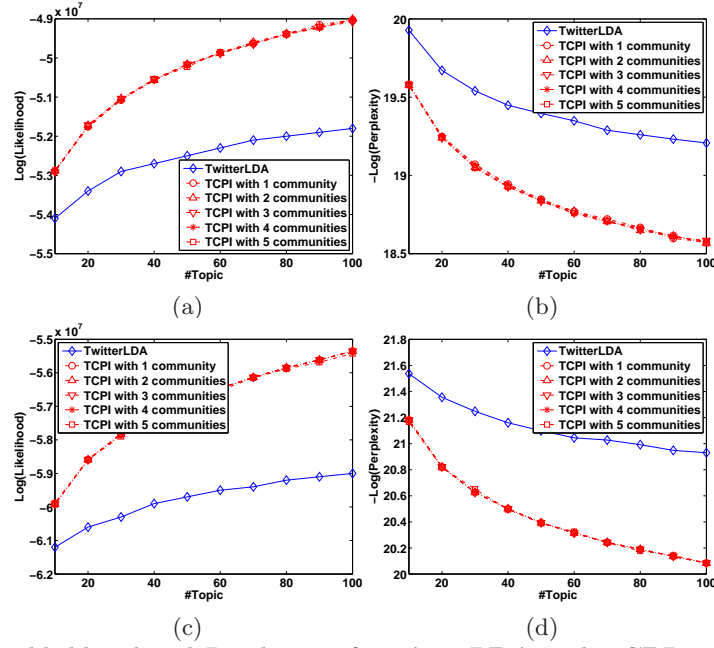 x 10⁷
−4.9
−5
−5.1
−5.2
−5.3
−5.4
−5.5
Log(Likelihood)
TwitterLDA
TCPI with 1 community
TCPI with 2 communities
TCPI with 3 communities
TCPI with 4 communities
TCPI with 5 communities
20 40 60 80 100
#Topic
(a)
20
19.5
19
18.5
−Log(Perplexity)
TwitterLDA
TCPI with 1 community
TCPI with 2 communities
TCPI with 3 communities
TCPI with 4 communities
TCPI with 5 communities
20 40 60 80 100
#Topic
(b)
x 10⁷
−5.5
−5.6
−5.7
−5.8
−5.9
−6
−6.1
−6.2
Log(Likelihood)
TwitterLDA
TCPI with 1 community
TCPI with 2 communities
TCPI with 3 communities
TCPI with 4 communities
TCPI with 5 communities
20 40 60 80 100
#Topic
(c)
21.8
21.6
21.4
21.2
21
20.8
20.6
20.4
20.2
20
−Log(Perplexity)
TwitterLDA
TCPI with 1 community
TCPI with 2 communities
TCPI with 3 communities
TCPI with 4 communities
TCPI with 5 communities
20 40 60 80 100
#Topic
(d)